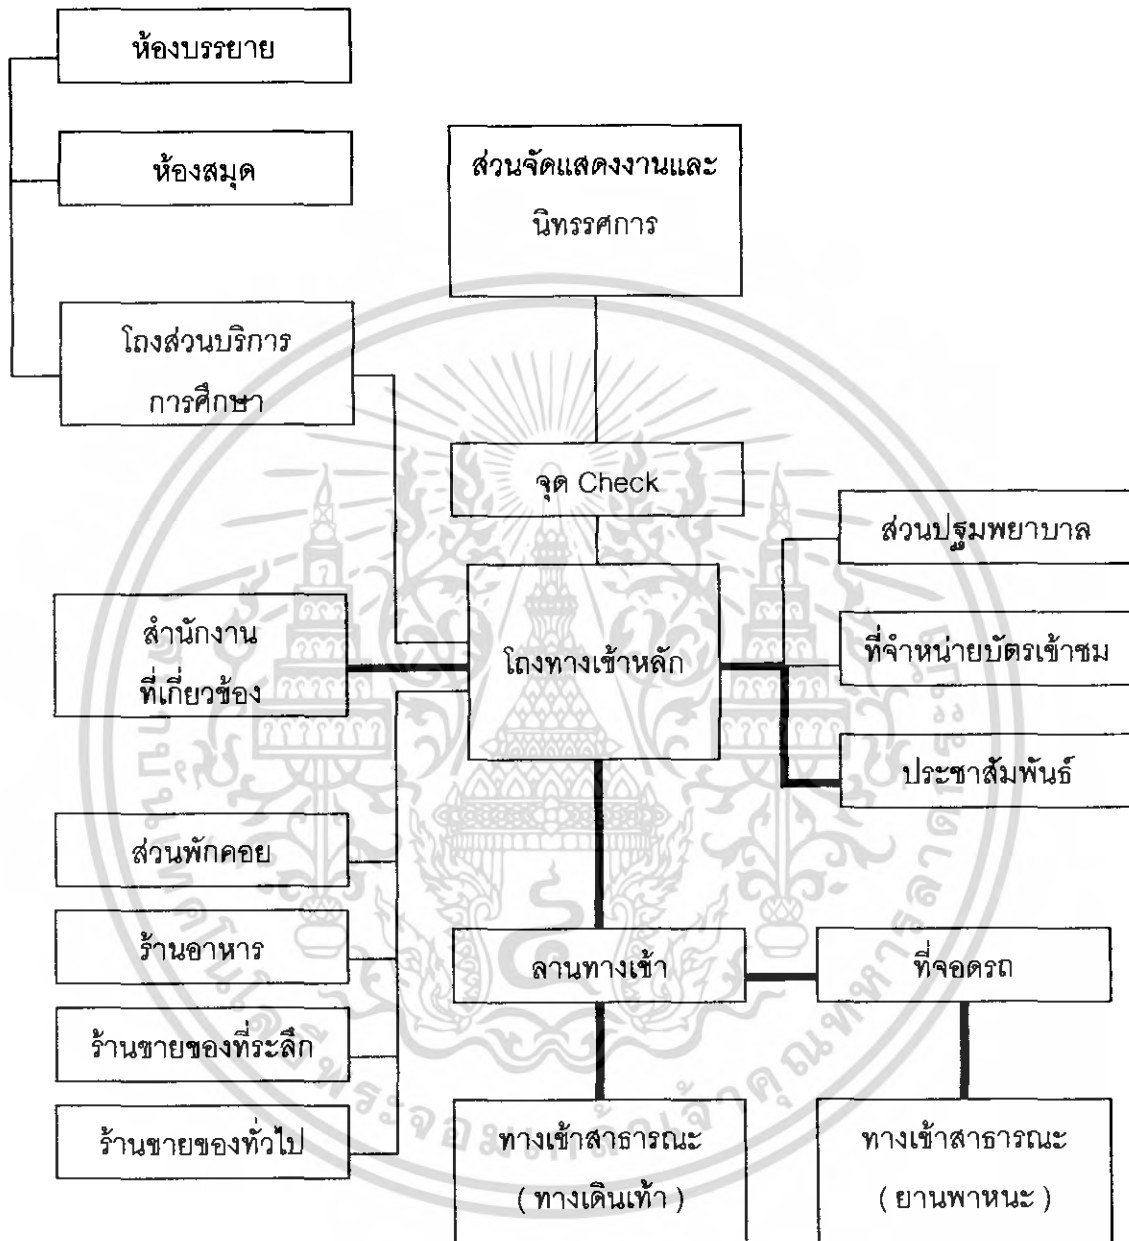 ห้องบรรยาย
ห้องสมุด
ส่วนจัดแสดงงานและ
นิทรรศการ
โถงส่วนบริการ
การศึกษา
จุด Check
ส่วนปฐมพยาบาล
สำนักงาน
ที่เกี่ยวข้อง
โถงทางเข้าหลัก
ที่จำหน่ายบัตรเข้าชม
ประชาสัมพันธ์
ส่วนพักคอย
ร้านอาหาร
ลานทางเข้า
ที่จอดรถ
ร้านขายของที่ระลึก
ร้านขายของทั่วไป
ทางเข้าสาธารณะ
( ทางเดินเท้า )
ทางเข้าสาธารณะ
( ยานพาหนะ )